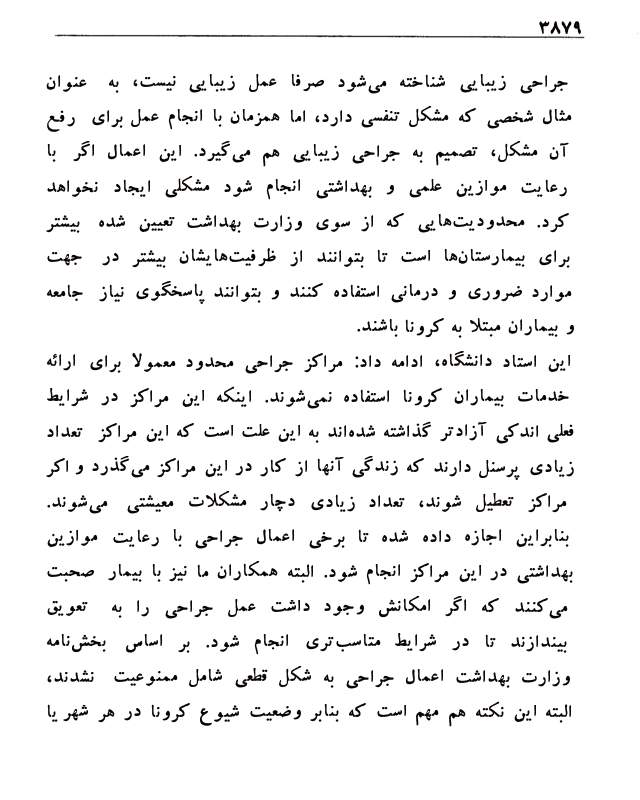 ۳۸۷۹
جراحی زیبایی شناخته می‌شود صرفا عمل زیبایی نیست، به عنوان
مثال شخصی که مشکل تنفسی دارد، اما همزمان با انجام عمل برای رفع
آن مشکل، تصمیم به جراحی زیبایی هم می‌گیرد. این اعمال اگر با
رعایت موازین علمی و بهداشتی انجام شود مشکلی ایجاد نخواهد
کرد. محدودیت‌هایی که از سوی وزارت بهداشت تعیین شده بیشتر
برای بیمارستان‌ها است تا بتوانند از ظرفیت‌هایشان بیشتر در جهت
موارد ضروری و درمانی استفاده کنند و بتوانند پاسخگوی نیاز جامعه
و بیماران مبتلا به کرونا باشند.
این استاد دانشگاه، ادامه داد: مراکز جراحی محدود معمولا برای ارائه
خدمات بیماران کرونا استفاده نمی‌شوند. اینکه این مراکز در شرایط
فعلی اندکی آزادتر گذاشته شده‌اند به این علت است که این مراکز تعداد
زیادی پرسنل دارند که زندگی آنها از کار در این مراکز می‌گذرد و اکر
مراکز تعطیل شوند، تعداد زیادی دچار مشکلات معیشتی می‌شوند.
بنابراین اجازه داده شده تا برخی اعمال جراحی با رعایت موازین
بهداشتی در این مراکز انجام شود. البته همکاران ما نیز با بیمار صحبت
می‌کنند که اگر امکانش وجود داشت عمل جراحی را به تعویق
بیندازند تا در شرایط متاسب‌تری انجام شود. بر اساس بخش‌نامه
وزارت بهداشت اعمال جراحی به شکل قطعی شامل ممنوعیت نشدند،
البته این نکته هم مهم است که بنابر وضعیت شیوع کرونا در هر شهر یا